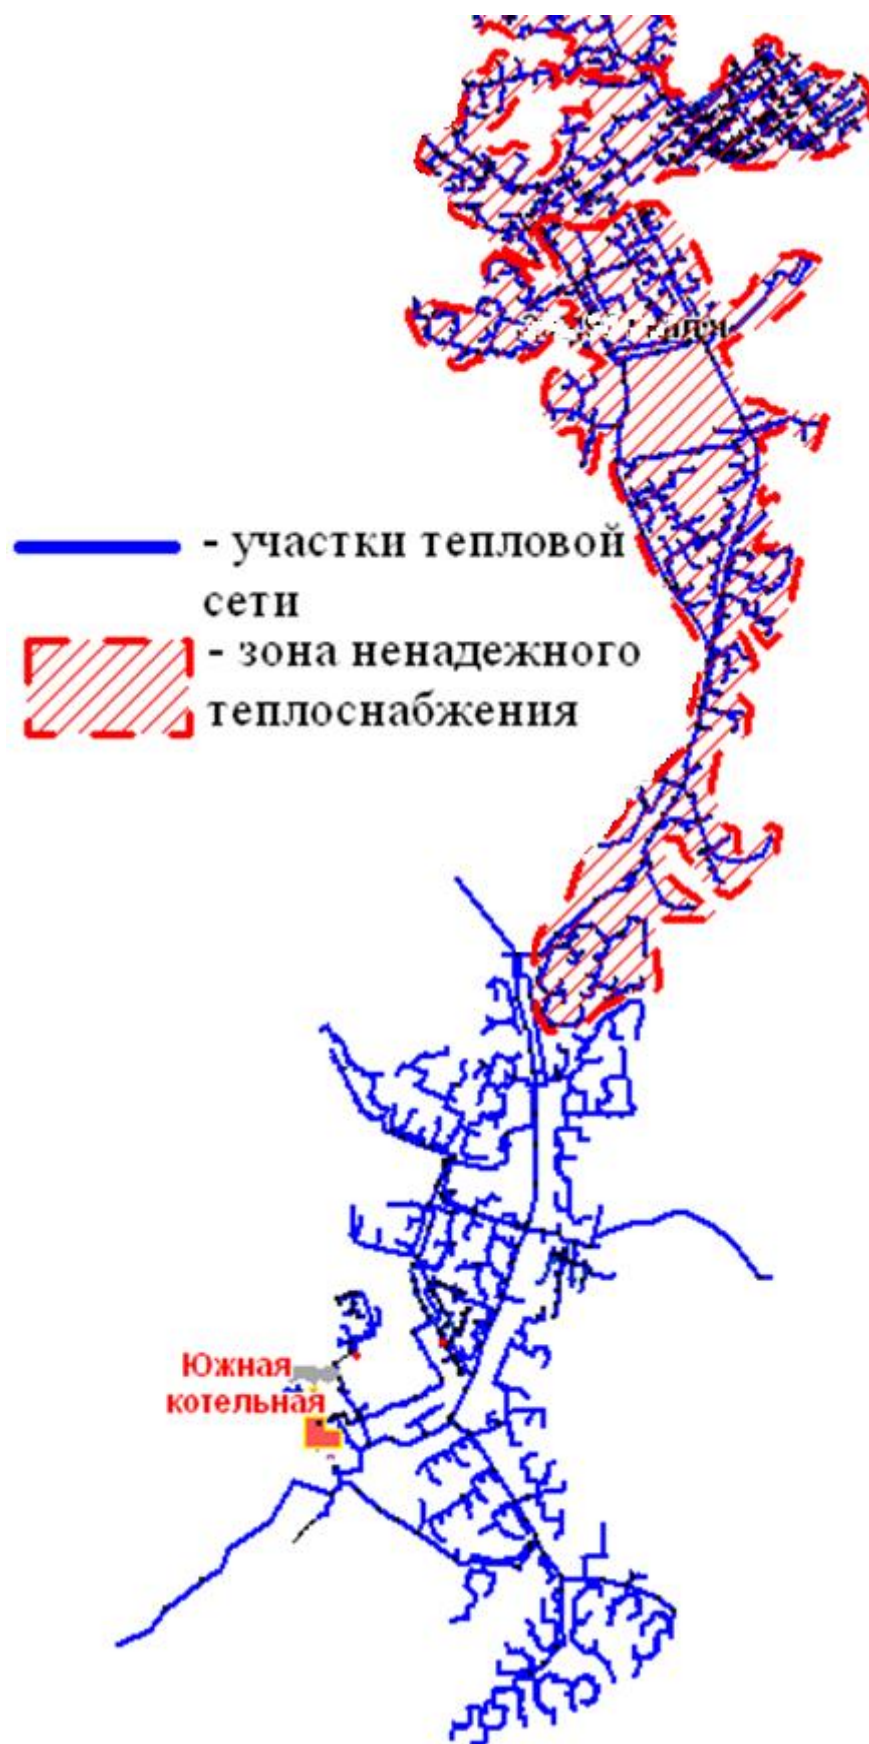 - участки тепловой
сети
- зона ненадежного
теплоснабжения
Южная
котельная